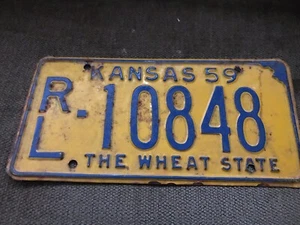 KANSAS 59
RL-10848
THE WHEAT STATE